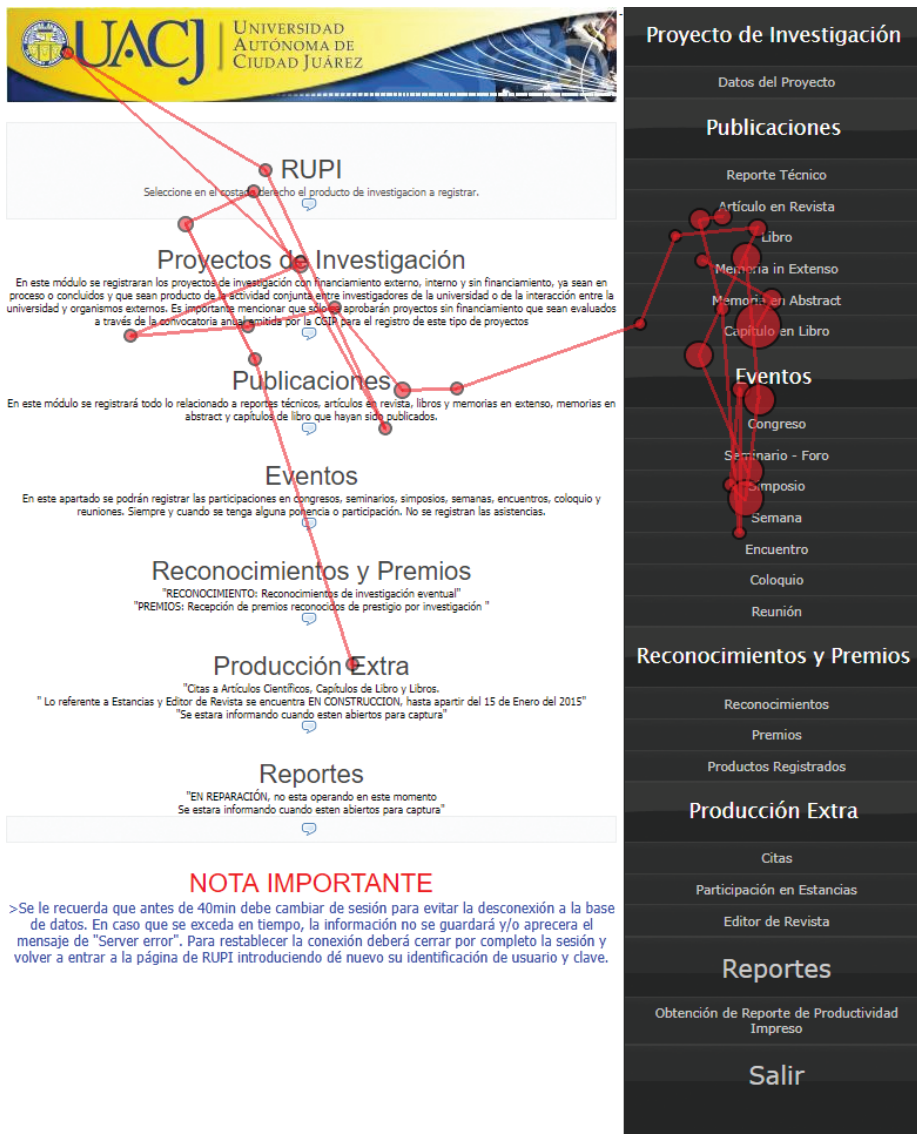 UACJ
UNIVERSIDAD
AUTÓNOMA DE
CIUDAD JUÁREZ
RUPI
Seleccione en el costado derecho el producto de investigacion a registrar.
Proyectos de Investigación
En este módulo se registraran los proyectos de investigación con financiamiento externo, interno y sin financiamiento, ya sean en
proceso o concluidos y que sean producto de la actividad conjunta entre investigadores de la universidad o de la interacción entre la
universidad y organismos externos. Es importante mencionar que sólo se aprobarán proyectos sin financiamiento que sean evaluados
a través de la convocatoria anual emitida por la CGIP para el registro de este tipo de proyectos
Publicaciones
En este módulo se registrará todo lo relacionado a reportes técnicos, artículos en revista, libros y memorias en extenso, memorias en
abstract y capítulos de libro que hayan sido publicados.
Eventos
En este apartado se podrán registrar las participaciones en congresos, seminarios, simposios, semanas, encuentros, coloquio y
reuniones. Siempre y cuando se tenga alguna ponencia o participación. No se registran las asistencias.
Reconocimientos y Premios
"RECONOCIMIENTO: Reconocimientos de investigación eventual"
"PREMIOS: Recepción de premios reconocidos de prestigio por investigación "
Producción Extra
"Citas a Artículos Científicos, Capítulos de Libro y Libros.
" Lo referente a Estancias y Editor de Revista se encuentra EN CONSTRUCCION, hasta apartir del 15 de Enero del 2015"
"Se estara informando cuando esten abiertos para captura"
Reportes
"EN REPARACIÓN, no esta operando en este momento
Se estara informando cuando esten abiertos para captura"
NOTA IMPORTANTE
>Se le recuerda que antes de 40min debe cambiar de sesión para evitar la desconexión a la base
de datos. En caso que se exceda en tiempo, la información no se guardará y/o aprecera el
mensaje de "Server error". Para restablecer la conexión deberá cerrar por completo la sesión y
volver a entrar a la página de RUPI introduciendo dé nuevo su identificación de usuario y clave.
Proyecto de Investigación
Datos del Proyecto
Publicaciones
Reporte Técnico
Artículo en Revista
Libro
Memoria in Extenso
Memoria en Abstract
Capítulo en Libro
Eventos
Congreso
Seminario - Foro
Simposio
Semana
Encuentro
Coloquio
Reunión
Reconocimientos y Premios
Reconocimientos
Premios
Productos Registrados
Producción Extra
Citas
Participación en Estancias
Editor de Revista
Reportes
Obtención de Reporte de Productividad
Impreso
Salir